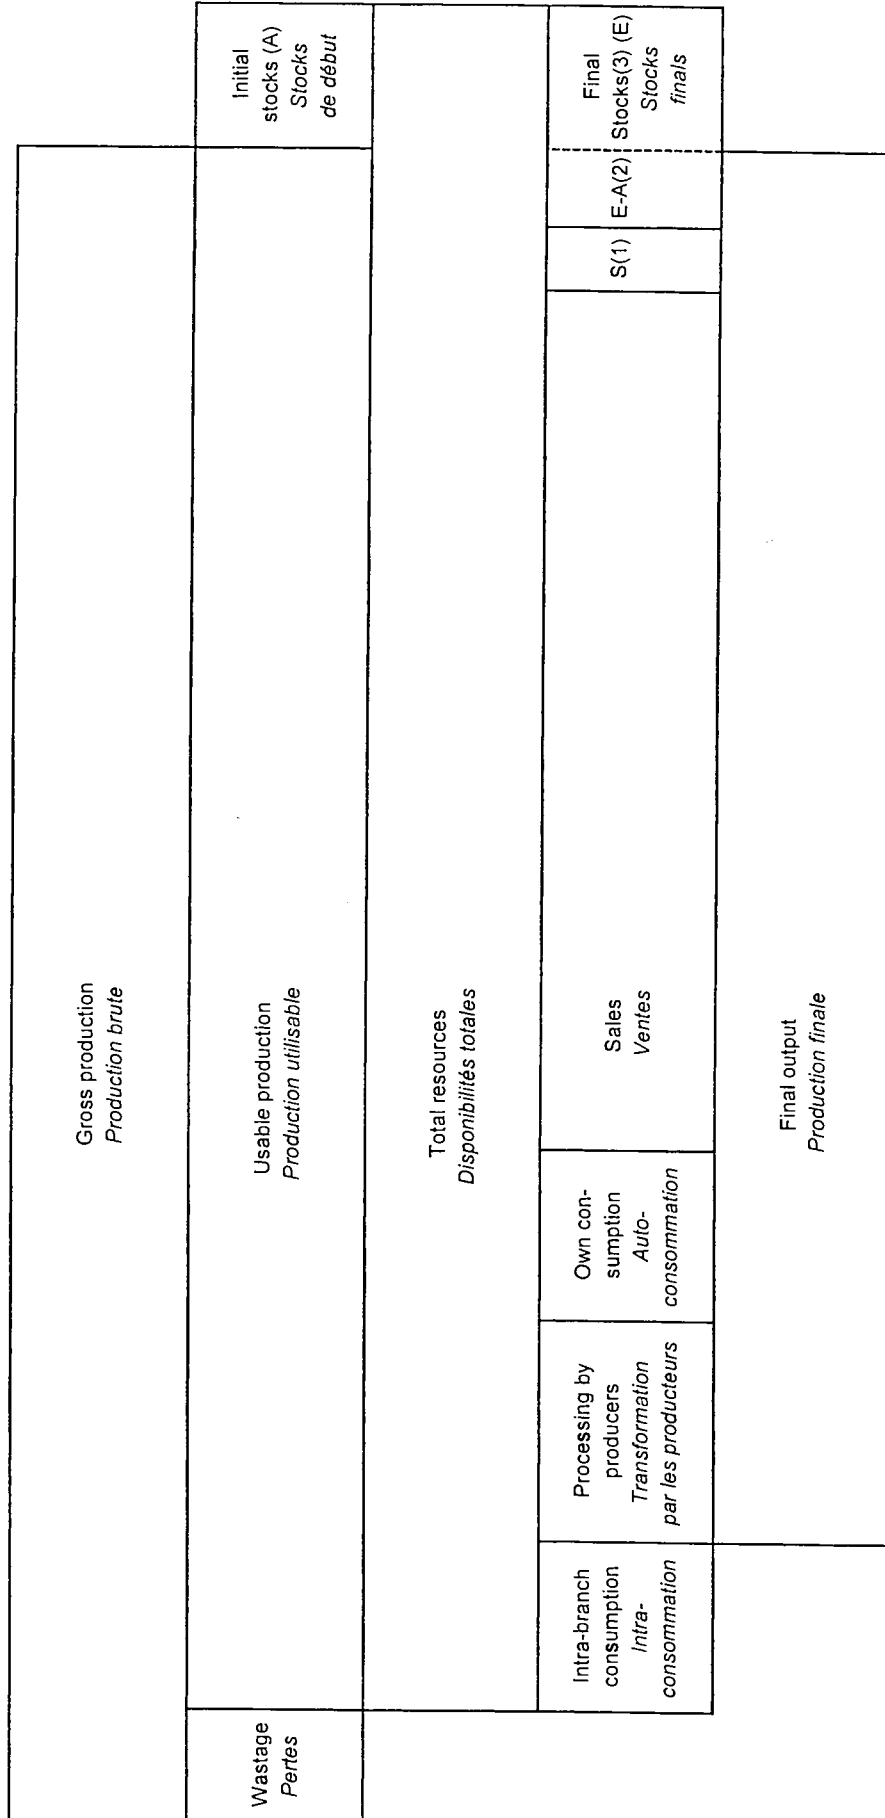 Gross production
Production brute
Wastage
Pertes
Usable production
Production utilisable
Initial
stocks (A)
Stocks
de début
Total resources
Disponibilités totales
Intra-branch
consumption
Intra-
consommation
Processing by
producers
Transformation
par les producteurs
Own con-
sumption
Auto-
consommation
Sales
Ventes
S(1)
E-A(2)
Final
Stocks(3) (E)
Stocks
finals
Final output
Production finale